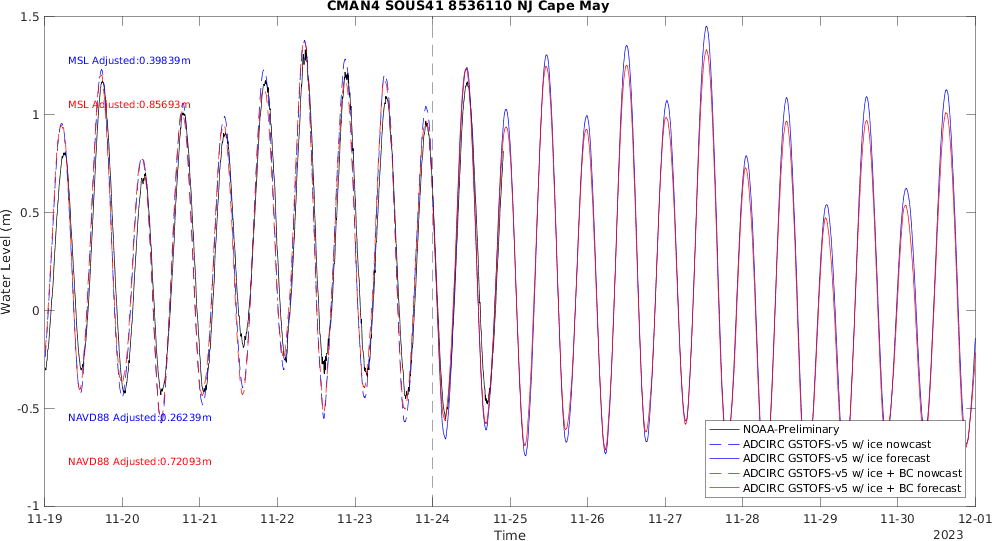 CMAN4 SOUS41 8536110 NJ Cape May
1.5
1
0.5
0
-0.5
-1
Water Level (m)
MSL Adjusted:0.39839m
MSL Adjusted:0.85693m
NAVD88 Adjusted:0.26239m
NAVD88 Adjusted:0.72093m
NOAA-Preliminary
ADCIRC GSTOFS-v5 w/ ice nowcast
ADCIRC GSTOFS-v5 w/ ice forecast
ADCIRC GSTOFS-v5 w/ ice + BC nowcast
ADCIRC GSTOFS-v5 w/ ice + BC forecast
11-19 11-20 11-21 11-22 11-23 11-24 11-25 11-26 11-27 11-28 11-29 11-30 12-01
Time
2023